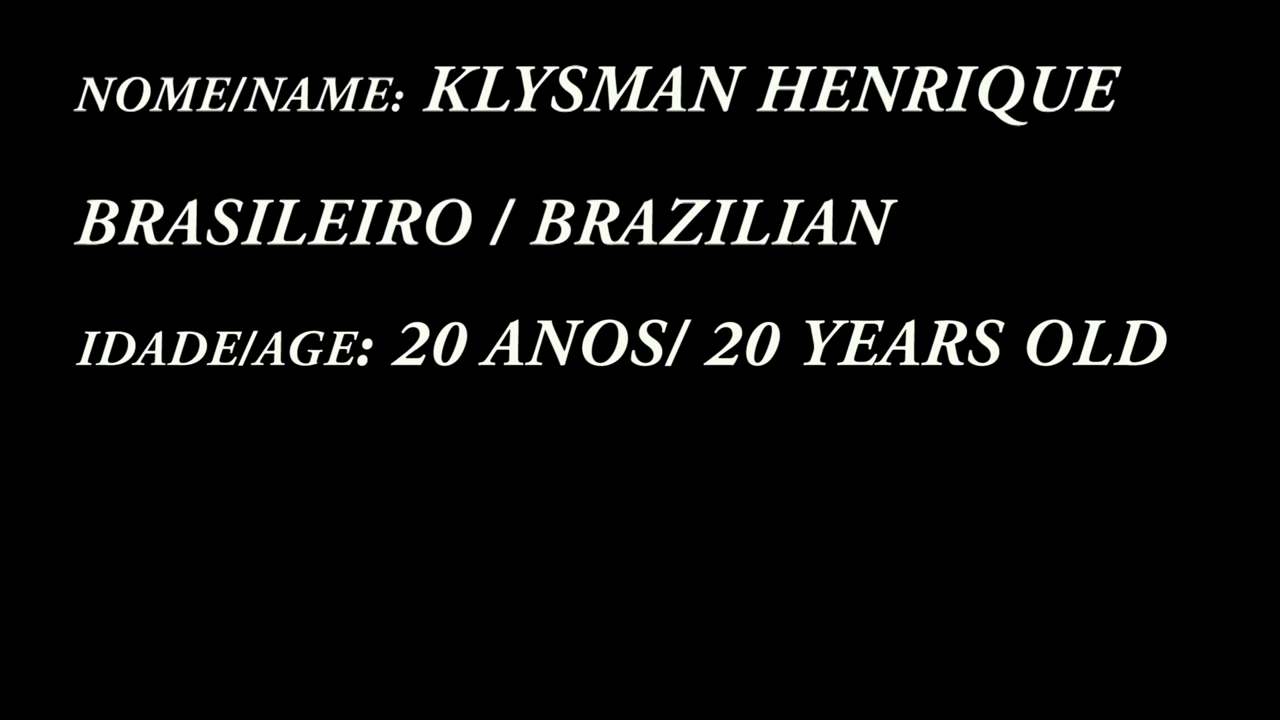 NOME/NAME: KLYSMAN HENRIQUE
BRASILEIRO / BRAZILIAN
IDADE/AGE: 20 ANOS/ 20 YEARS OLD